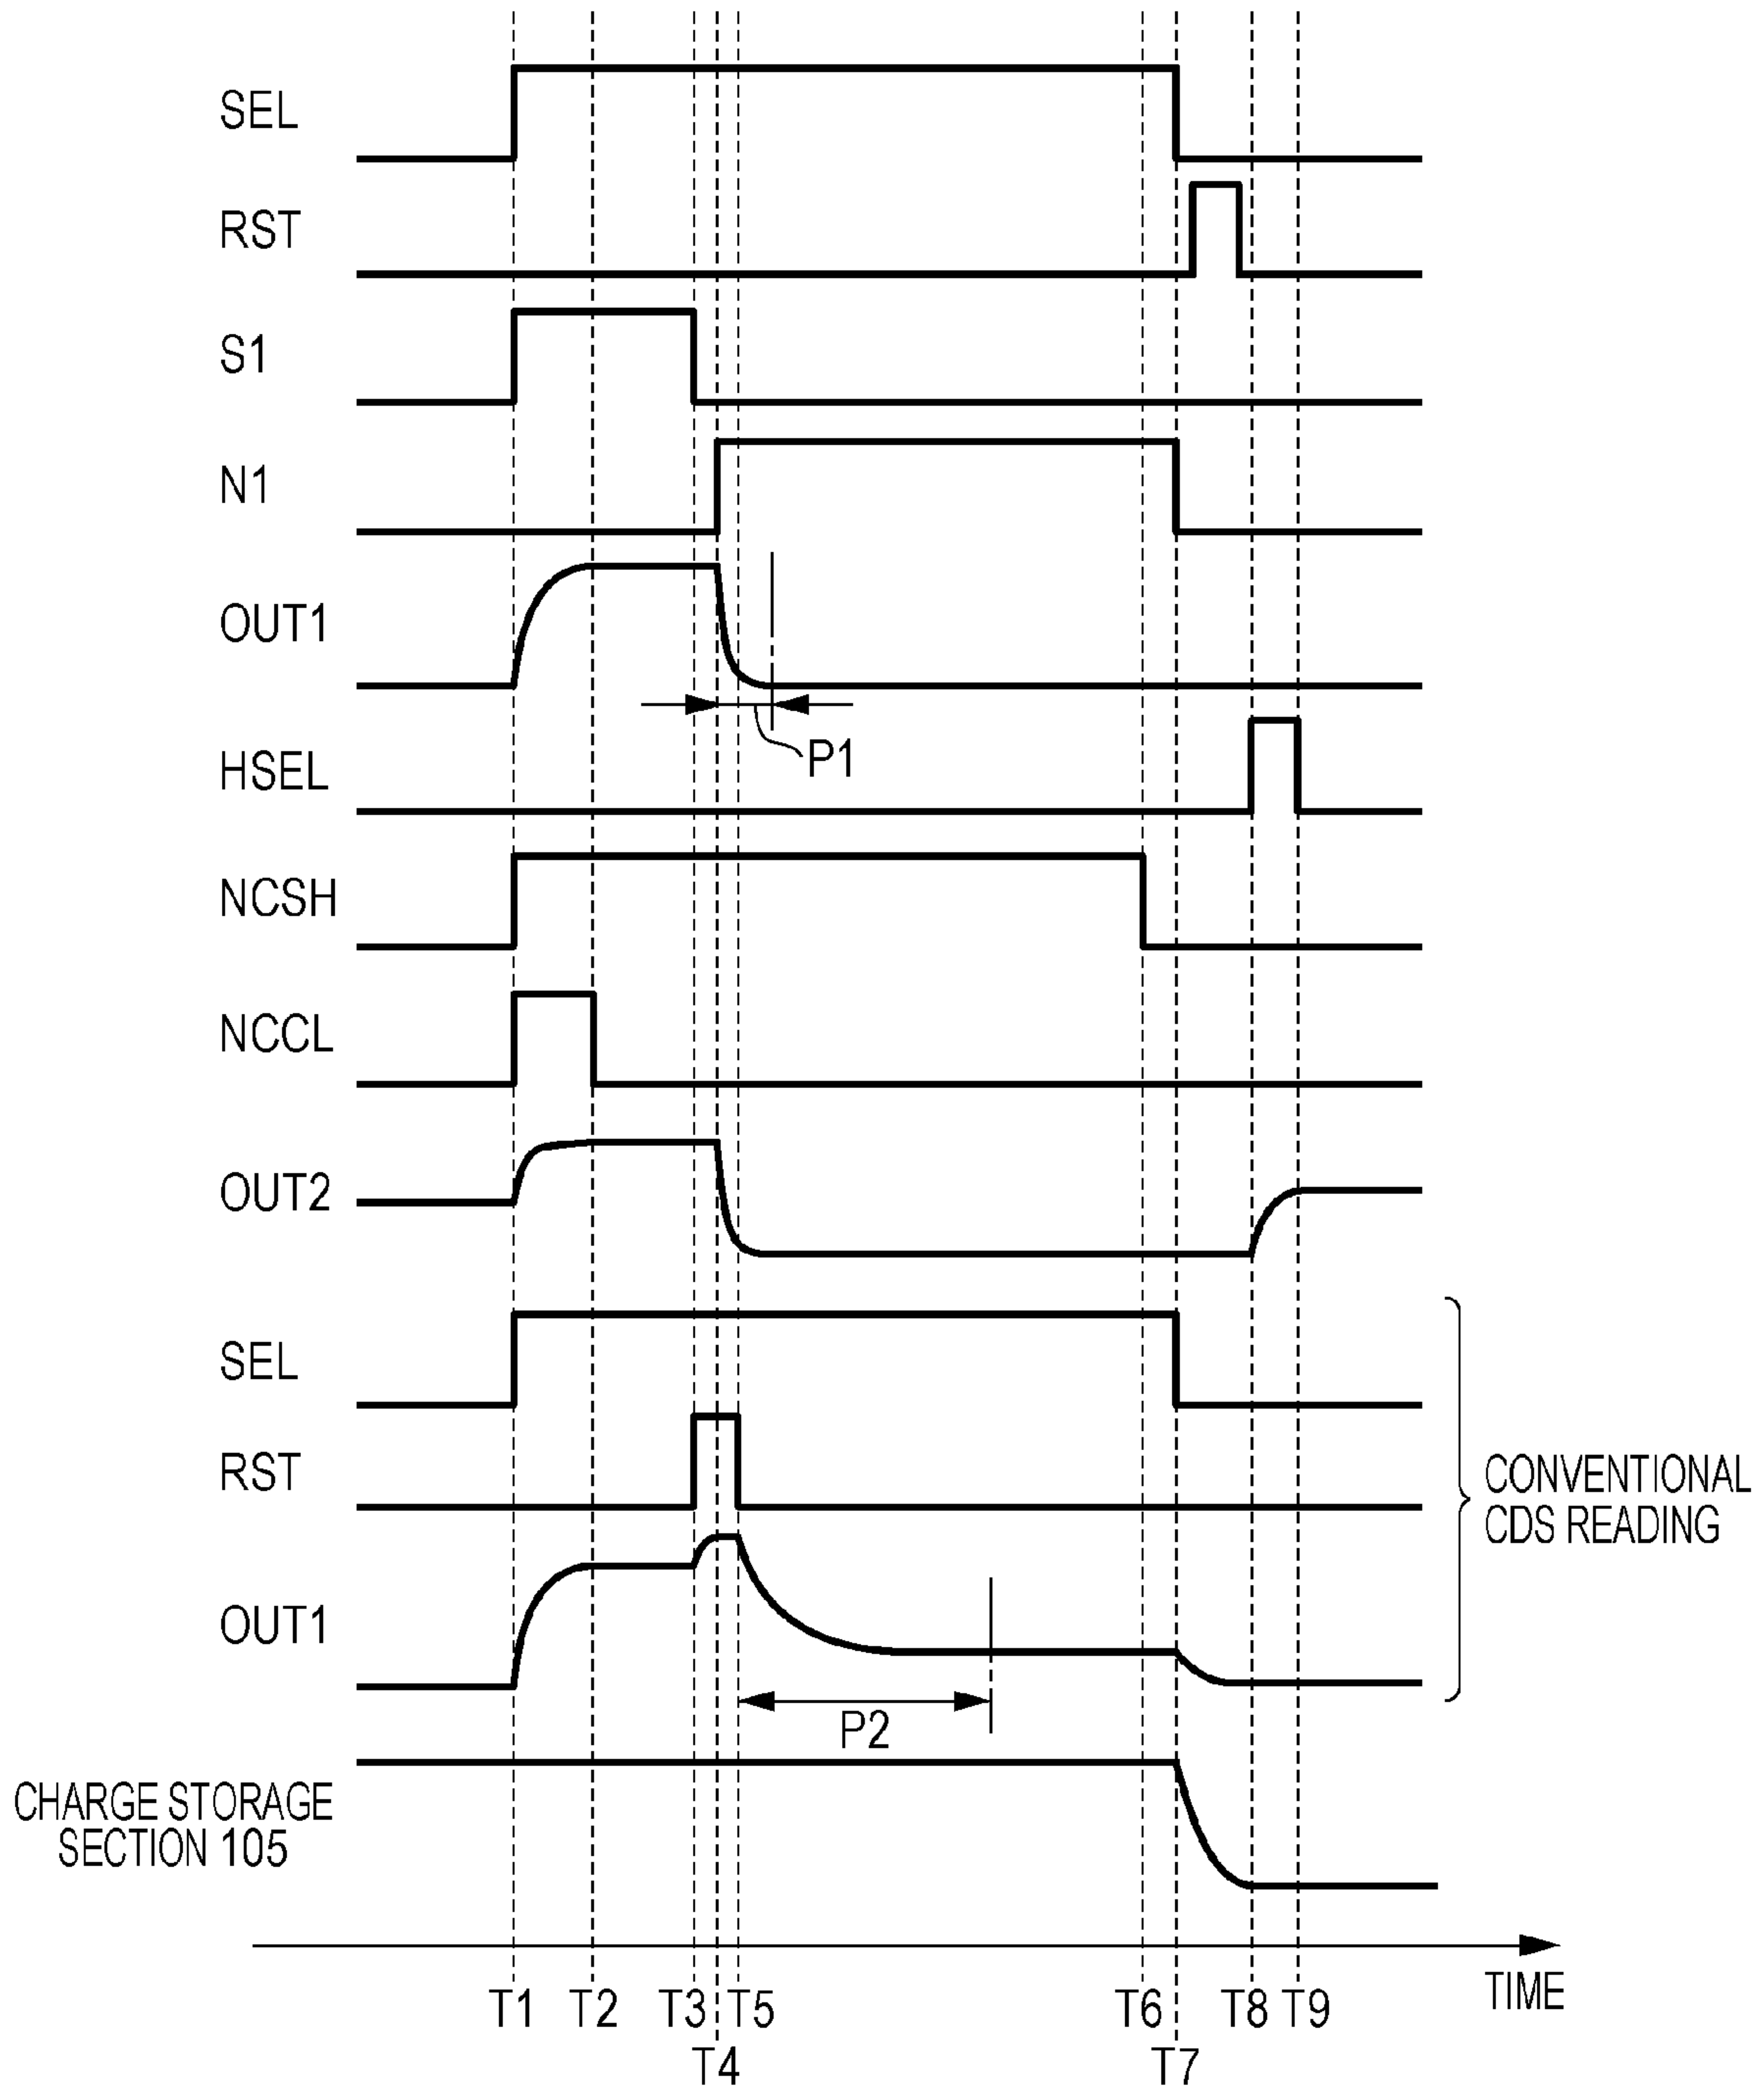 SEL
RST
S1
N1
OUT1
P1
HSEL
NCSH
NCCL
OUT2
SEL
RST
CONVENTIONAL
CDS READING
OUT1
P2
CHARGE STORAGE
SECTION 105
TIME
T1 T2 T3 T5 T6 T8 T9
T4 T7